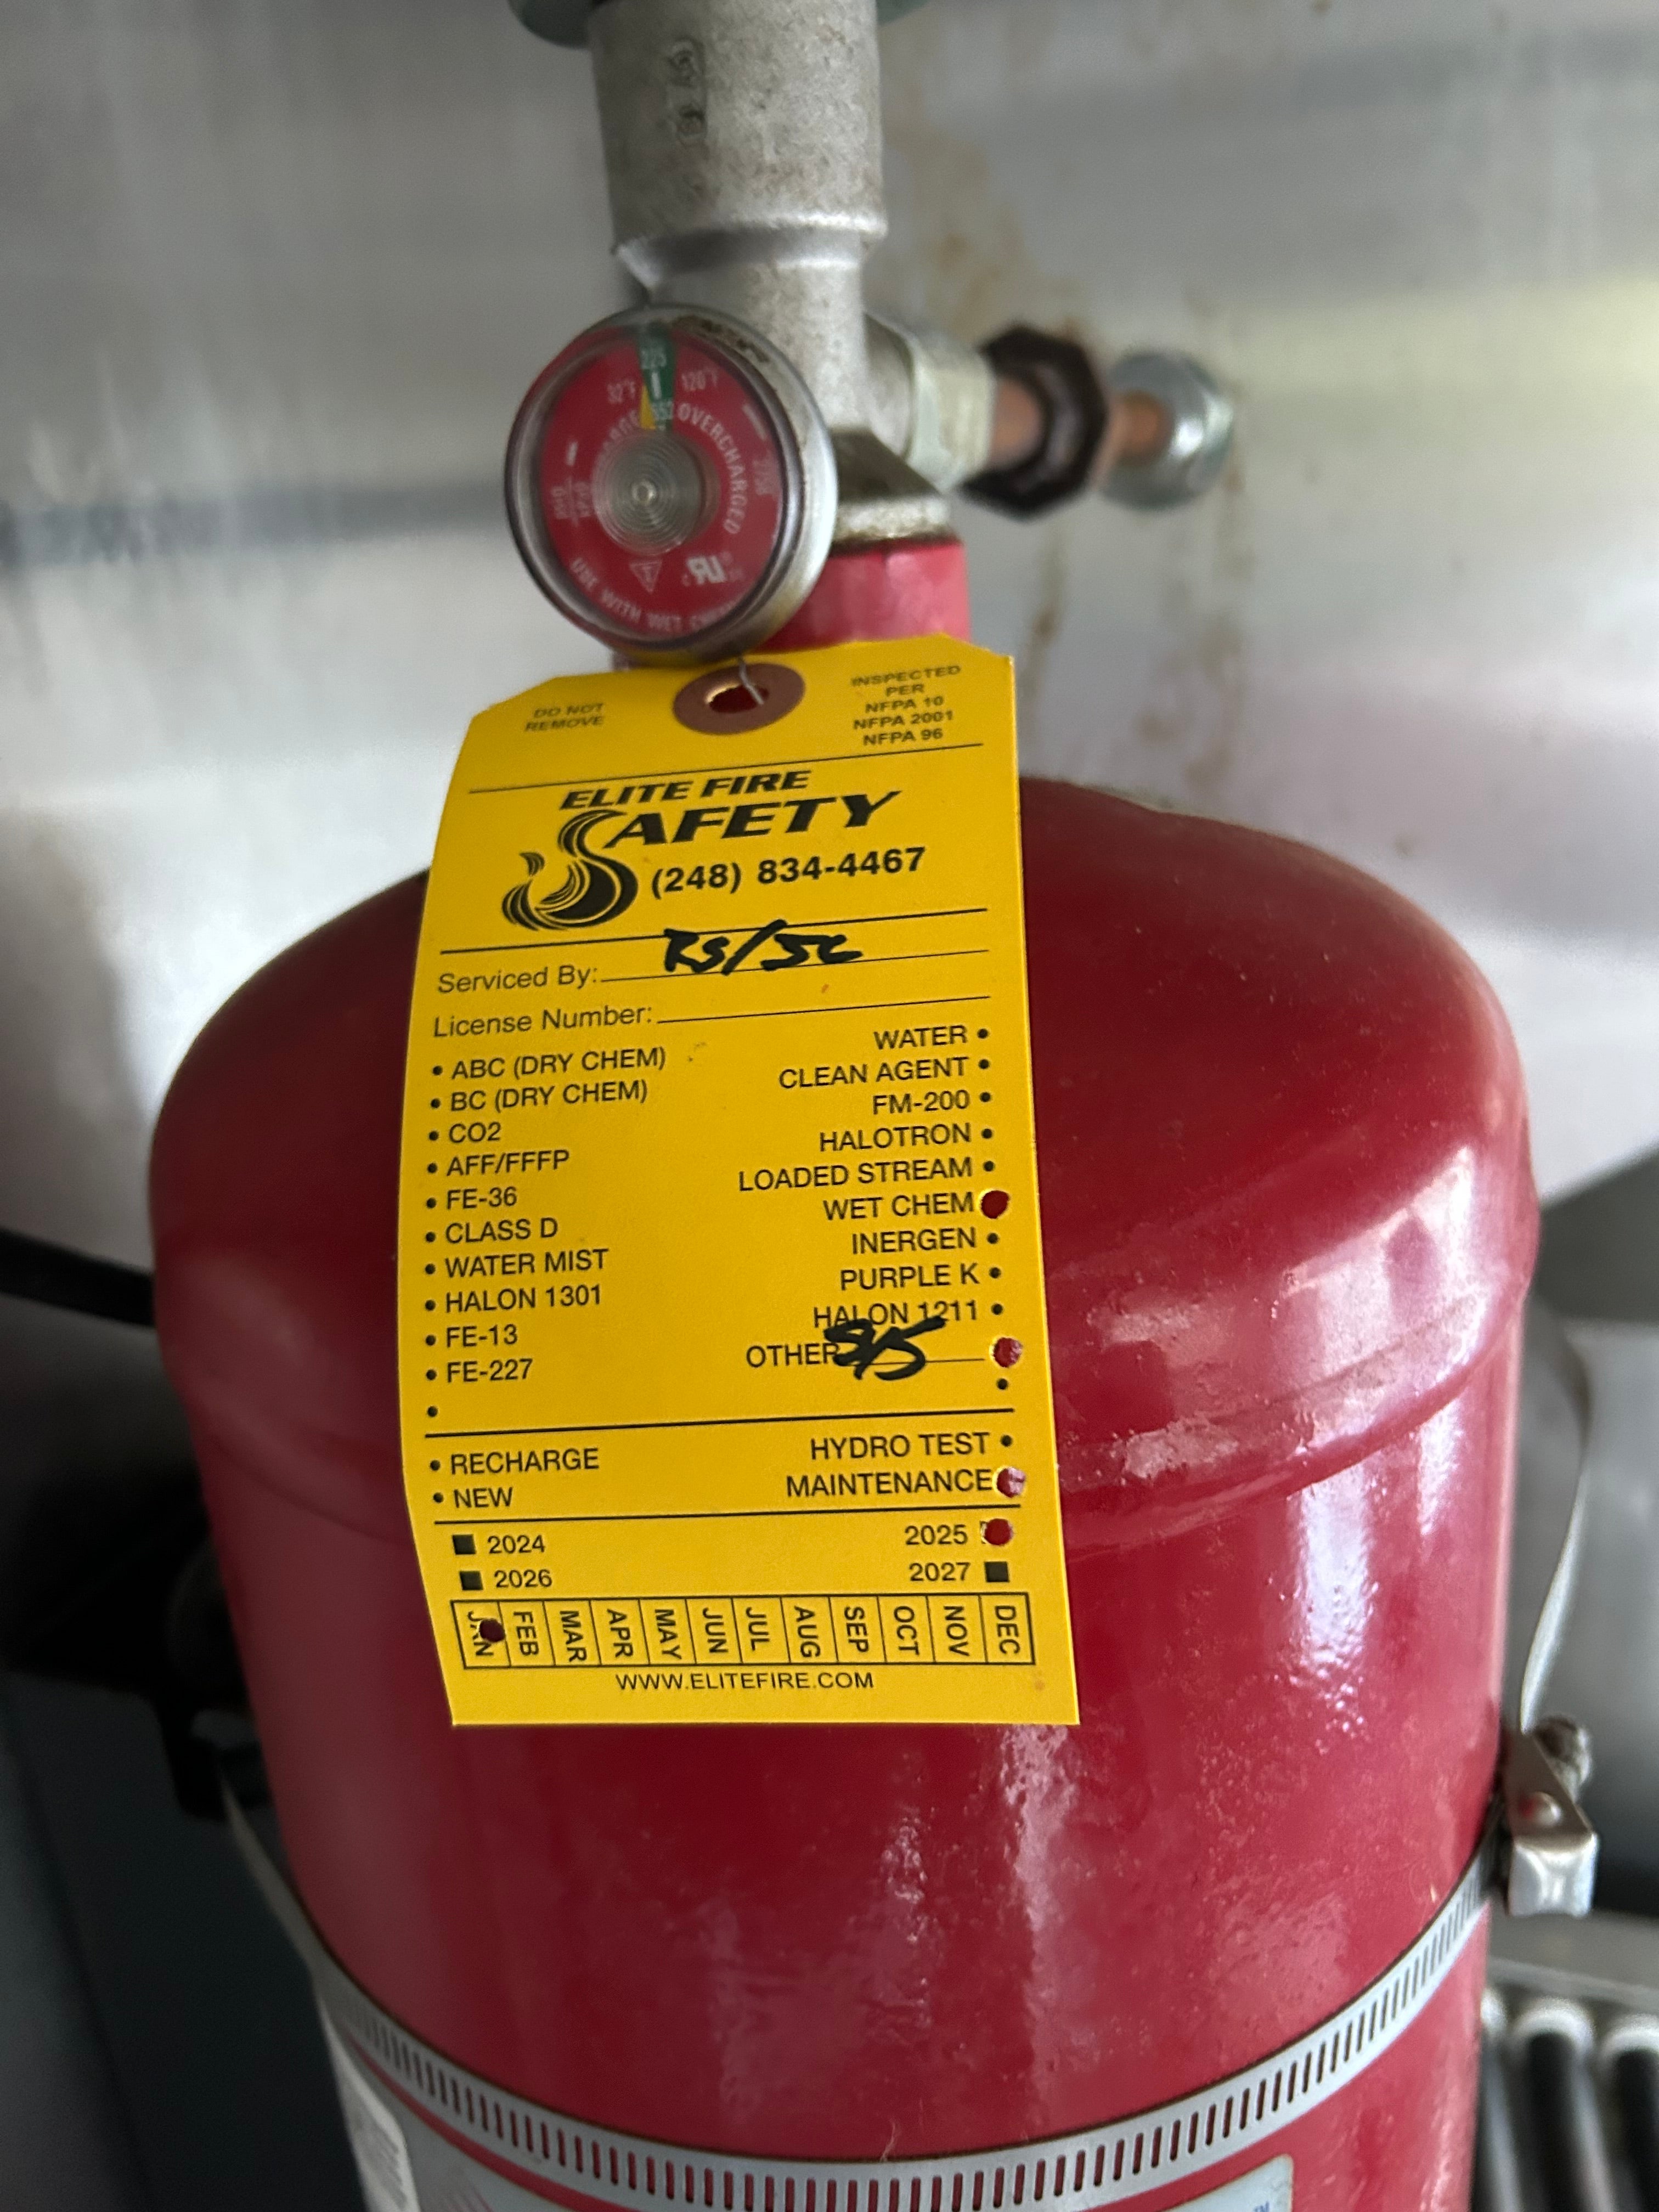 225
32°F
120°F
OVERCHARGED
USE WITH WET
DO NOT
REMOVE
INSPECTED
PER
NFPA 10
NFPA 2001
NFPA 96
ELITE FIRE
SAFETY
(248) 834-4467
Serviced By: RS/JC
License Number:
• ABC (DRY CHEM)
• BC (DRY CHEM)
• CO2
• AFF/FFFP
• FE-36
• CLASS D
• WATER MIST
• HALON 1301
• FE-13
• FE-227
WATER •
CLEAN AGENT •
FM-200 •
HALOTRON •
LOADED STREAM •
WET CHEM
INERGEN •
PURPLE K •
HALON 1211 •
OTHER
• RECHARGE
• NEW
HYDRO TEST •
MAINTENANCE
2024
2025
2026
2027
JAN FEB MAR APR MAY JUN JUL AUG SEP OCT NOV DEC
WWW.ELITEFIRE.COM